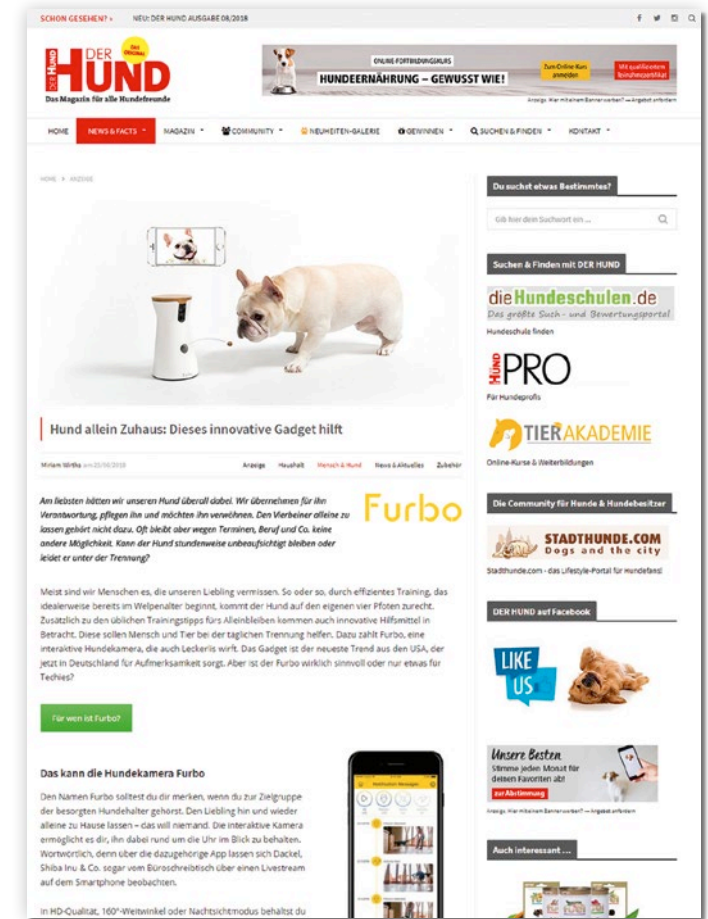 SCHON GESEHEN? »
NEU: DER HUND AUSGABE 08/2018
DER HUND
DER
HUND
Das ORIGINAL
Das Magazin für alle Hundefreunde
ONLINE-FORTBILDUNGSKURS
HUNDEERNÄHRUNG – GEWUSST WIE!
Zum Online-Kurs
anmelden
Mit qualifiziertem
Teilnahmezertifikat
Anzeige. Hier mit einem Banner werben? — Angebot anfordern
HOME
NEWS & FACTS
MAGAZIN
COMMUNITY
NEUHEITEN-GALERIE
GEWINNEN
SUCHEN & FINDEN
KONTAKT
HOME
ANZEIGE
Hund allein Zuhaus: Dieses innovative Gadget hilft
Miriam Wirths
Anzeige
Haushalt
Mensch & Hund
News & Aktuelles
Zubehör
Am liebsten hätten wir unseren Hund überall dabei. Wir übernehmen für ihn
Verantwortung, pflegen ihn und möchten ihn verwöhnen. Den Vierbeiner alleine zu
lassen gehört nicht dazu. Oft bleibt aber wegen Terminen, Beruf und Co. keine
andere Möglichkeit. Kann der Hund stundenweise unbeaufsichtigt bleiben oder
leidet er unter der Trennung?
Furbo
Meist sind wir Menschen es, die unseren Liebling vermissen. So oder so, durch effizientes Training, das
idealerweise bereits im Welpenalter beginnt, kommt der Hund auf den eigenen vier Pfoten zurecht.
Zusätzlich zu den üblichen Trainingstipps fürs Alleinbleiben kommen auch innovative Hilfsmittel in
Betracht. Diese sollen Mensch und Tier bei der täglichen Trennung helfen. Dazu zählt Furbo, eine
interaktive Hundekamera, die auch Leckerlis wirft. Das Gadget ist der neueste Trend aus den USA, der
jetzt in Deutschland für Aufmerksamkeit sorgt. Aber ist der Furbo wirklich sinnvoll oder nur etwas für
Techies?
Für wen ist Furbo?
Das kann die Hundekamera Furbo
Den Namen Furbo solltest du dir merken, wenn du zur Zielgruppe
der besorgten Hundehalter gehörst. Den Liebling hin und wieder
alleine zu Hause lassen – das will niemand. Die interaktive Kamera
ermöglicht es dir, ihn dabei rund um die Uhr im Blick zu behalten.
Wortwörtlich, denn über die dazugehörige App lassen sich Dackel,
Shiba Inu & Co. sogar vom Büroschreibtisch über einen Livestream
auf dem Smartphone beobachten.
In HD-Qualität, 160°-Weitwinkel oder Nachtsichtmodus behältst du
Du suchst etwas Bestimmtes?
Gib hier dein Suchwort ein ...
Suchen & Finden mit DER HUND
dieHundeschulen.de
Das größte Such- und Bewertungsportal
Hundeschule finden
HUND PRO
Für Hundeprofis
TIERAKADEMIE
Online-Kurse & Weiterbildungen
Die Community für Hunde & Hundebesitzer
STADTHUNDE.COM
Dogs and the city
Stadthunde.com - das Lifestyle-Portal für Hundefans!
DER HUND auf Facebook
LIKE
US
Unsere Besten
Stimme jeden Monat für
deinen Favoriten ab!
zur Abstimmung
Anzeige. Hier mit einem Banner werben? — Angebot anfordern
Auch interessant ...